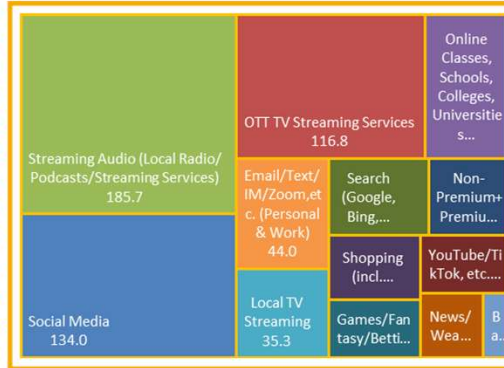 Streaming Audio (Local Radio/
Podcasts/Streaming Services)
185.7
Social Media
134.0
OTT TV Streaming Services
116.8
Online
Classes,
Schools,
Colleges,
Universitie
s...
Email/Text/
IM/Zoom,et
c. (Personal
& Work)
44.0
Local TV
Streaming
35.3
Search
(Google,
Bing,...
Non-
Premium+
Premiu...
Shopping
(incl....
YouTube/Ti
kTok, etc....
Games/Fan
tasy/Betti...
News/
Wea...
B
a...